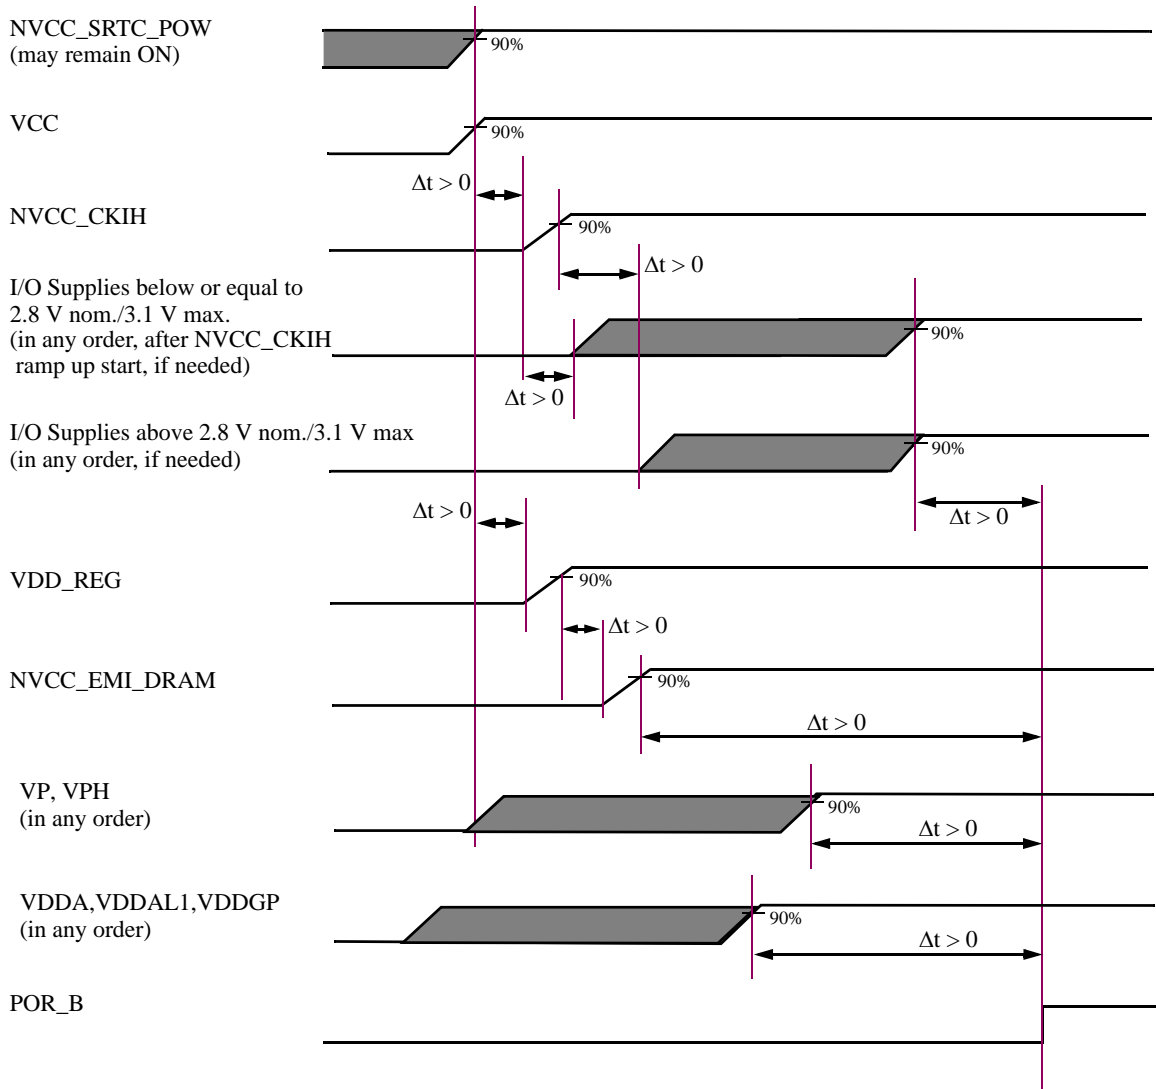 NVCC_SRTC_POW
(may remain ON)
90%
VCC
90%
Δt > 0
NVCC_CKIH
90%
Δt > 0
I/O Supplies below or equal to
2.8 V nom./3.1 V max.
(in any order, after NVCC_CKIH
ramp up start, if needed)
90%
Δt > 0
I/O Supplies above 2.8 V nom./3.1 V max
(in any order, if needed)
90%
Δt > 0
Δt > 0
VDD_REG
90%
Δt > 0
NVCC_EMI_DRAM
90%
Δt > 0
VP, VPH
(in any order)
90%
Δt > 0
VDDA,VDDAL1,VDDGP
(in any order)
90%
Δt > 0
POR_B